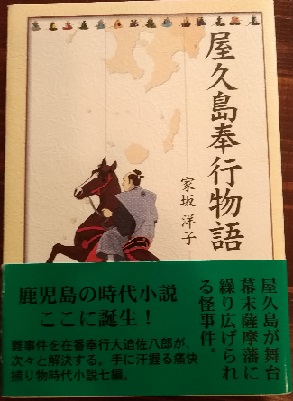 屋久島奉行物語
家坂洋子
屋久島が舞台
幕末薩摩藩に
繰り広げられ
る怪事件。
鹿児島の時代小説
ここに誕生！
難事件を在番奉行大迫佐八郎が、
次々と解決する。手に汗握る痛快
捕り物時代小説七編。